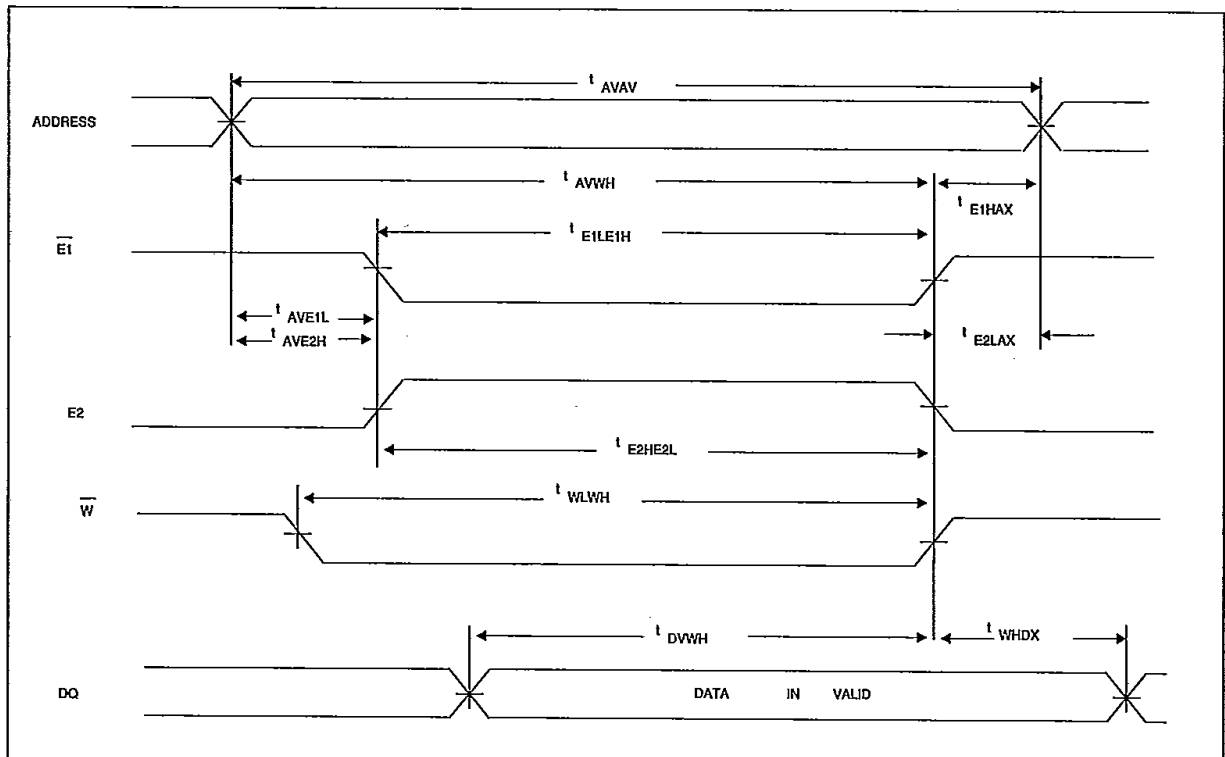 t AVAV
ADDRESS
t AVWH
t E1HAX
t E1LE1H
E1
t AVE1L
t AVE2H
t E2LAX
E2
t E2HE2L
t WLWH
W
t DVWH
t WHDX
DQ
DATA IN VALID